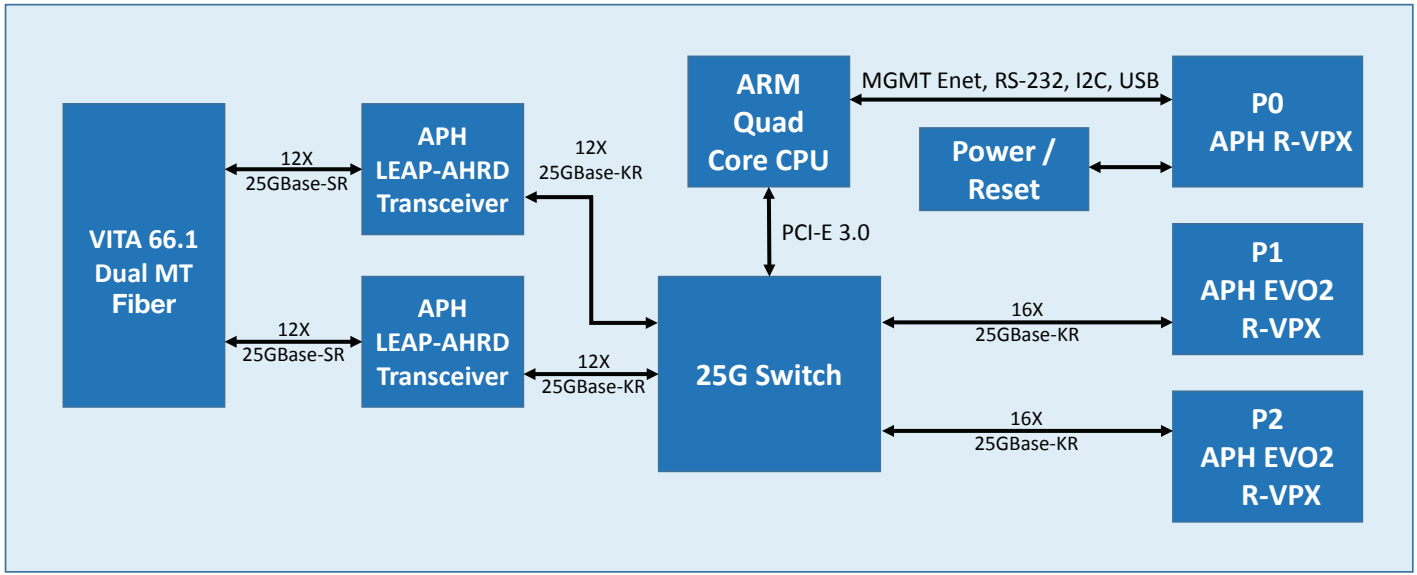 VITA 66.1
Dual MT
Fiber
12X
25GBase-SR
12X
25GBase-SR
APH
LEAP-AHRD
Transceiver
APH
LEAP-AHRD
Transceiver
12X
25GBase-KR
12X
25GBase-KR
ARM
Quad
Core CPU
PCI-E 3.0
25G Switch
MGMT Enet, RS-232, I2C, USB
Power /
Reset
16X
25GBase-KR
16X
25GBase-KR
P0
APH R-VPX
P1
APH EVO2
R-VPX
P2
APH EVO2
R-VPX